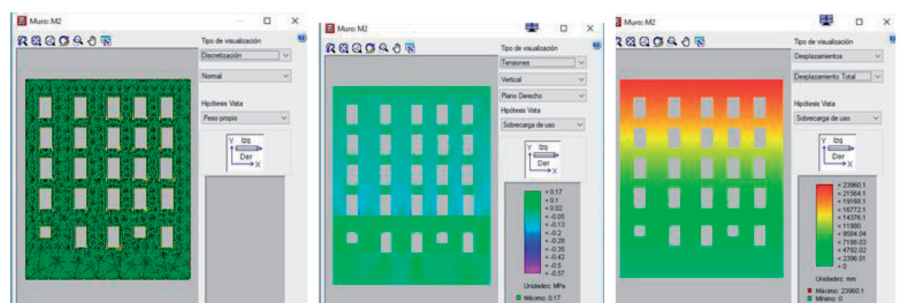 Muro: M2
Tipo de visualización
Discretización
Normal
Hipótesis Vista
Peso propio
Y Izq
Der X
Muro: M2
Tipo de visualización
Tensiones
Vertical
Plano Derecho
Hipótesis Vista
Sobrecarga de uso
Y Izq
Der X
< 0.17
< 0.1
< 0.02
< -0.05
< -0.13
< -0.2
< -0.28
< -0.35
< -0.42
< -0.5
< -0.57
Unidades: MPa
Máximo: 0.17
Muro: M2
Tipo de visualización
Desplazamientos
Desplazamiento Total
Hipótesis Vista
Sobrecarga de uso
Y Izq
Der X
< 23960.1
< 21564.1
< 19168.1
< 16772.1
< 14376.1
< 11980
< 9584.04
< 7188.03
< 4792.02
< 2396.01
< 0
Unidades: mm
Máximo: 23960.1
Mínimo: 0